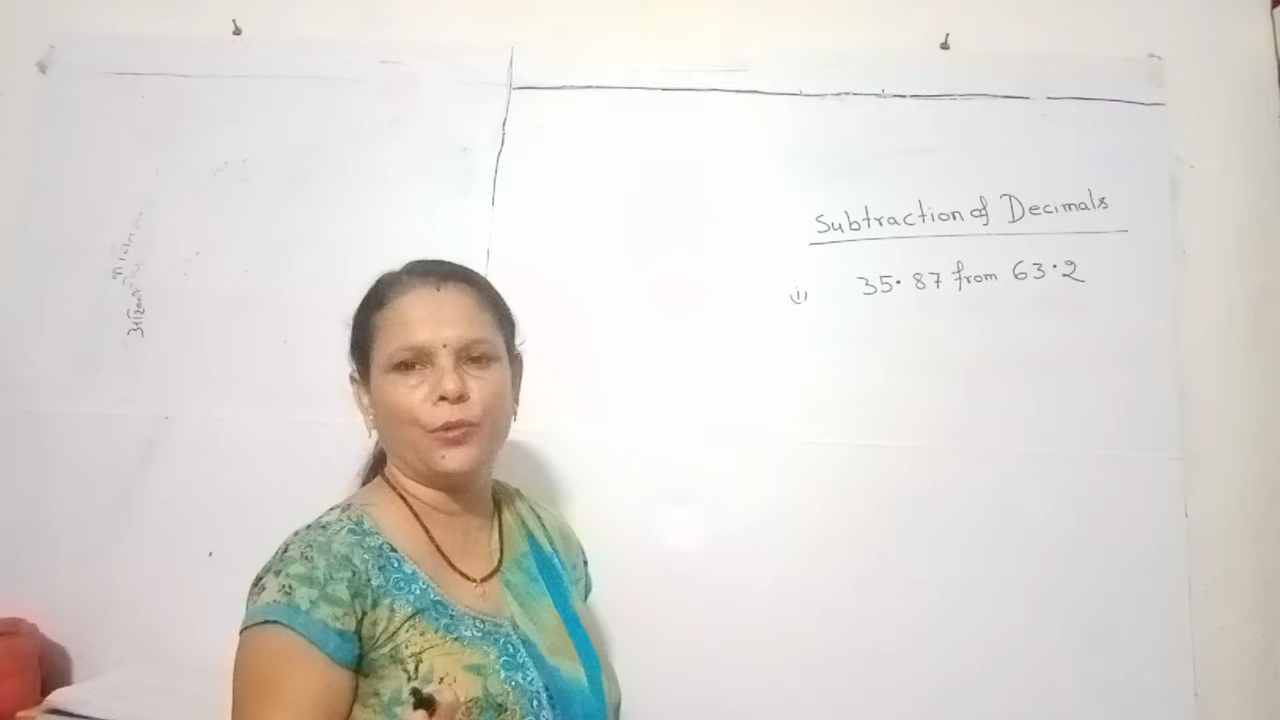 Subtraction of Decimals
(i) 35.87 from 63.2